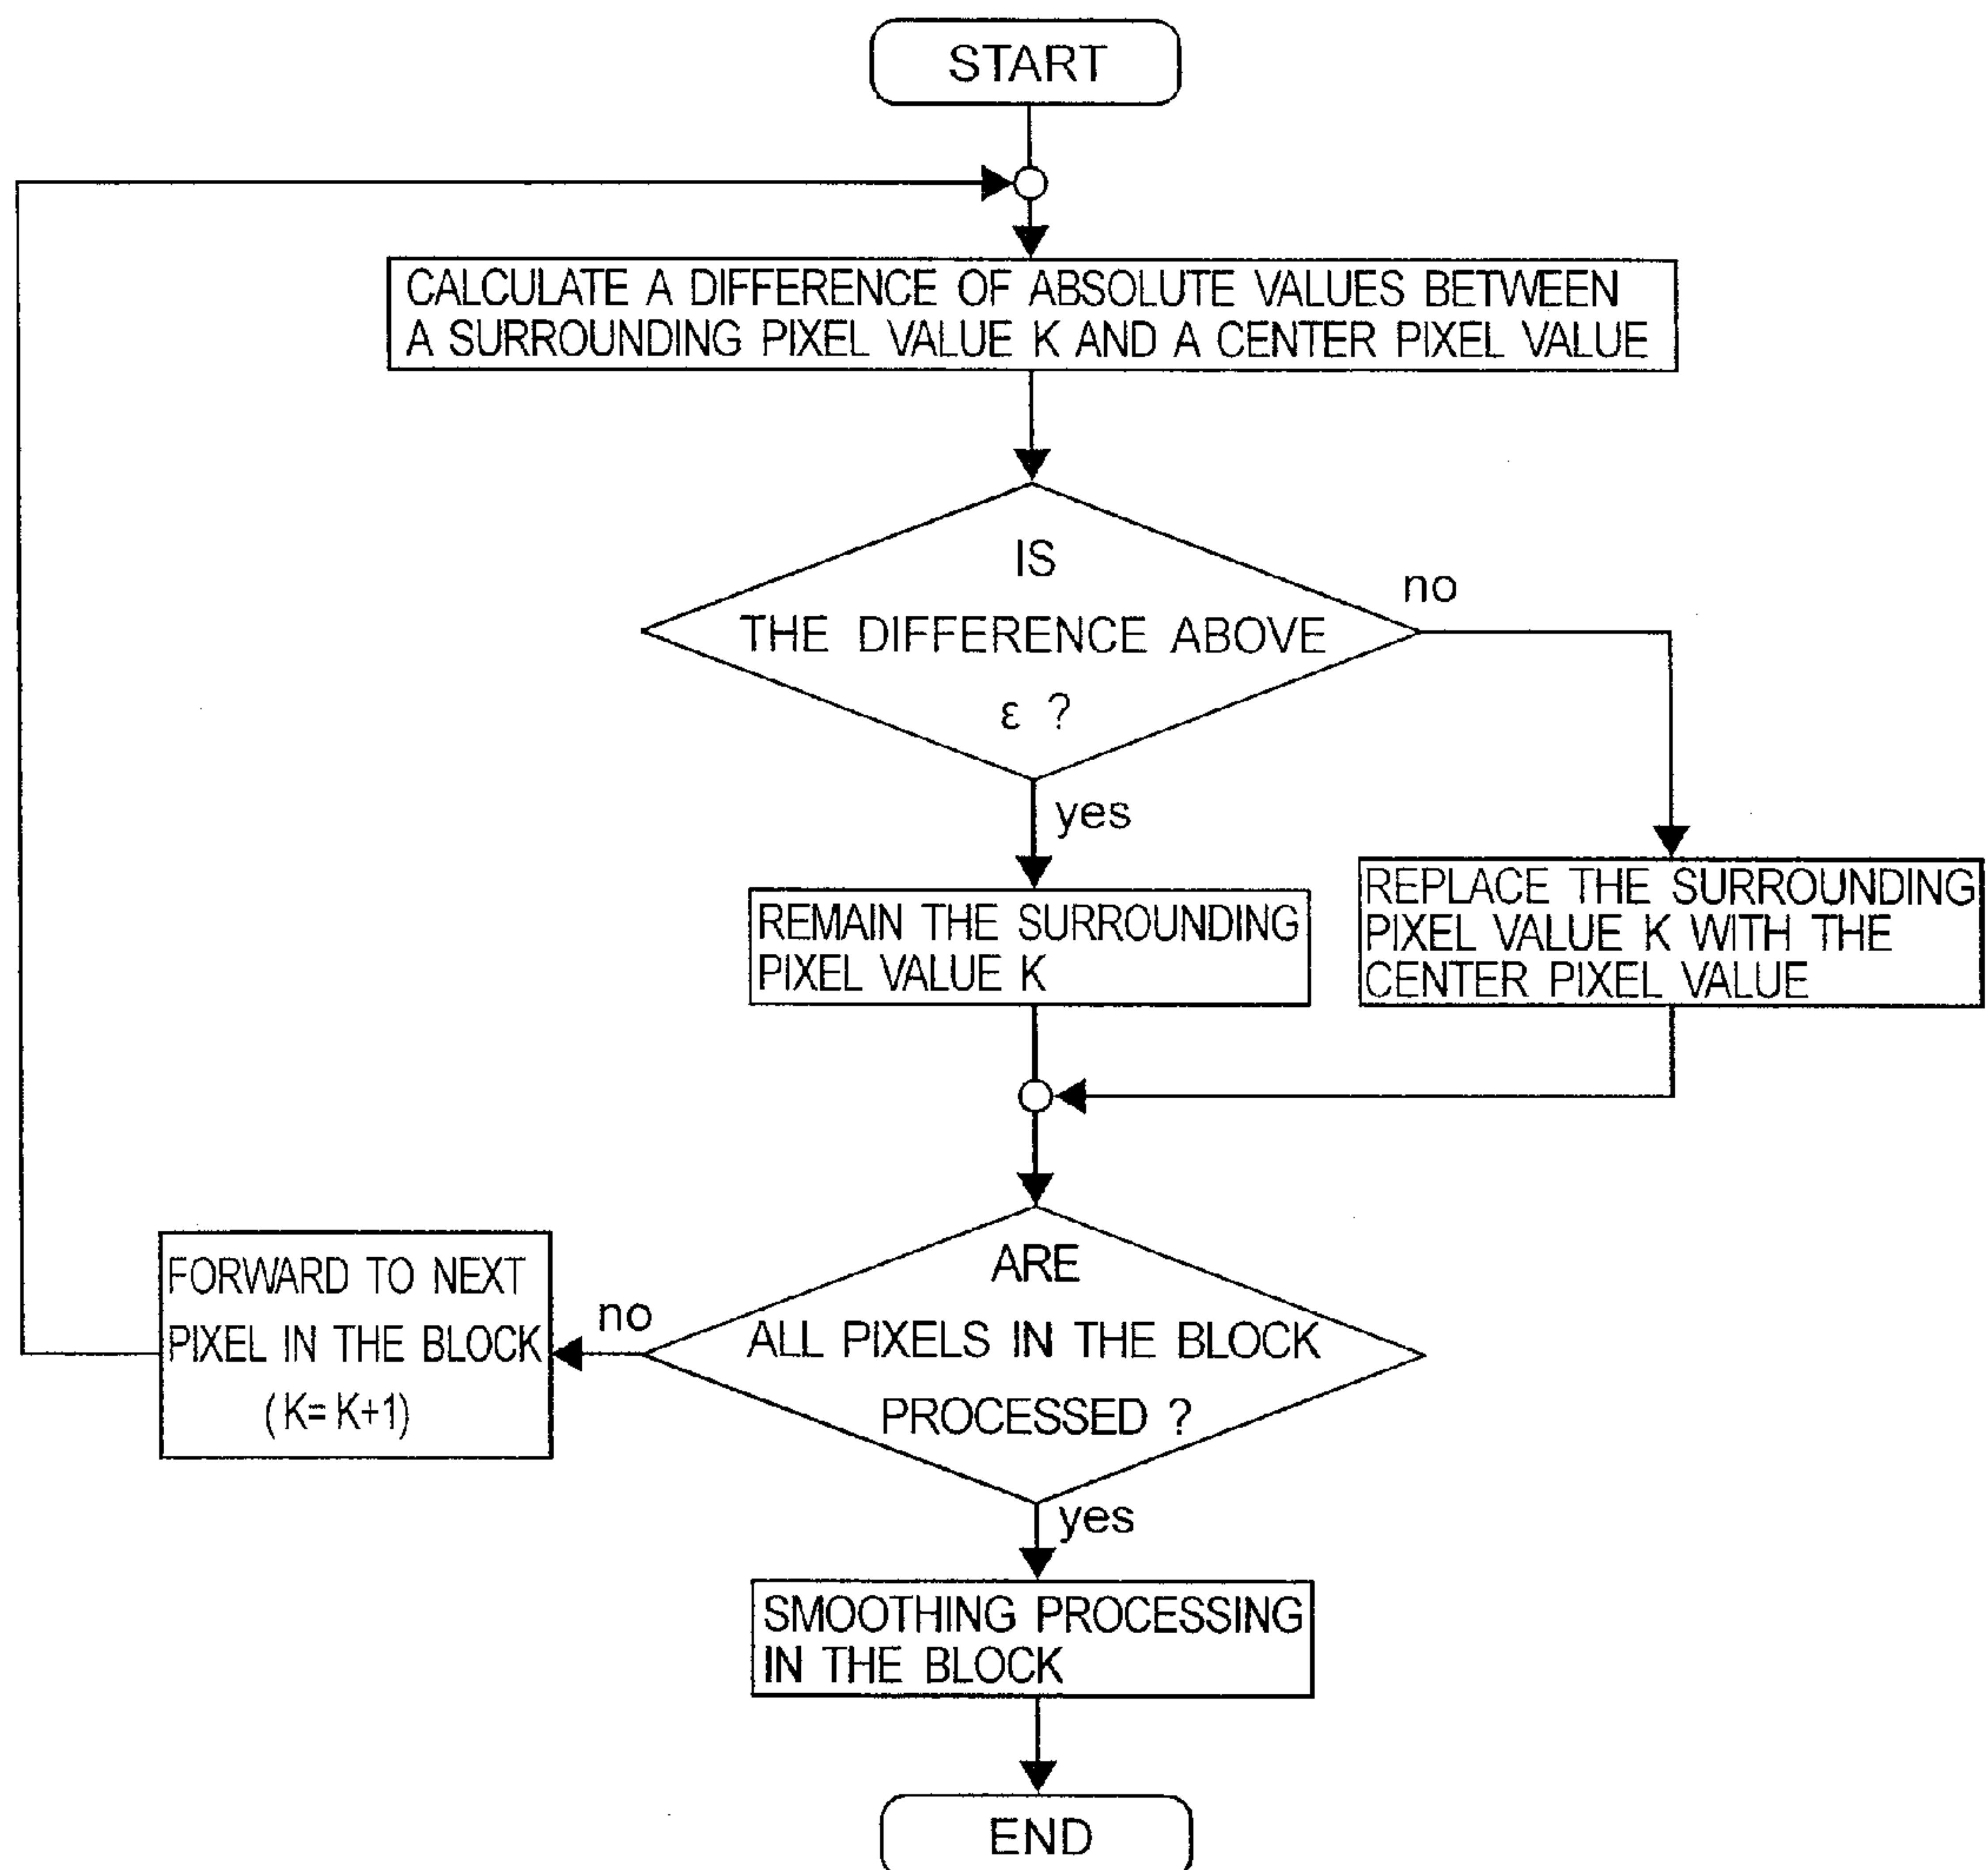 START
CALCULATE A DIFFERENCE OF ABSOLUTE VALUES BETWEEN
A SURROUNDING PIXEL VALUE K AND A CENTER PIXEL VALUE
IS
THE DIFFERENCE ABOVE
ε ?
no
yes
REMAIN THE SURROUNDING
PIXEL VALUE K
REPLACE THE SURROUNDING
PIXEL VALUE K WITH THE
CENTER PIXEL VALUE
ARE
ALL PIXELS IN THE BLOCK
PROCESSED ?
no
FORWARD TO NEXT
PIXEL IN THE BLOCK
( K= K+1)
yes
SMOOTHING PROCESSING
IN THE BLOCK
END